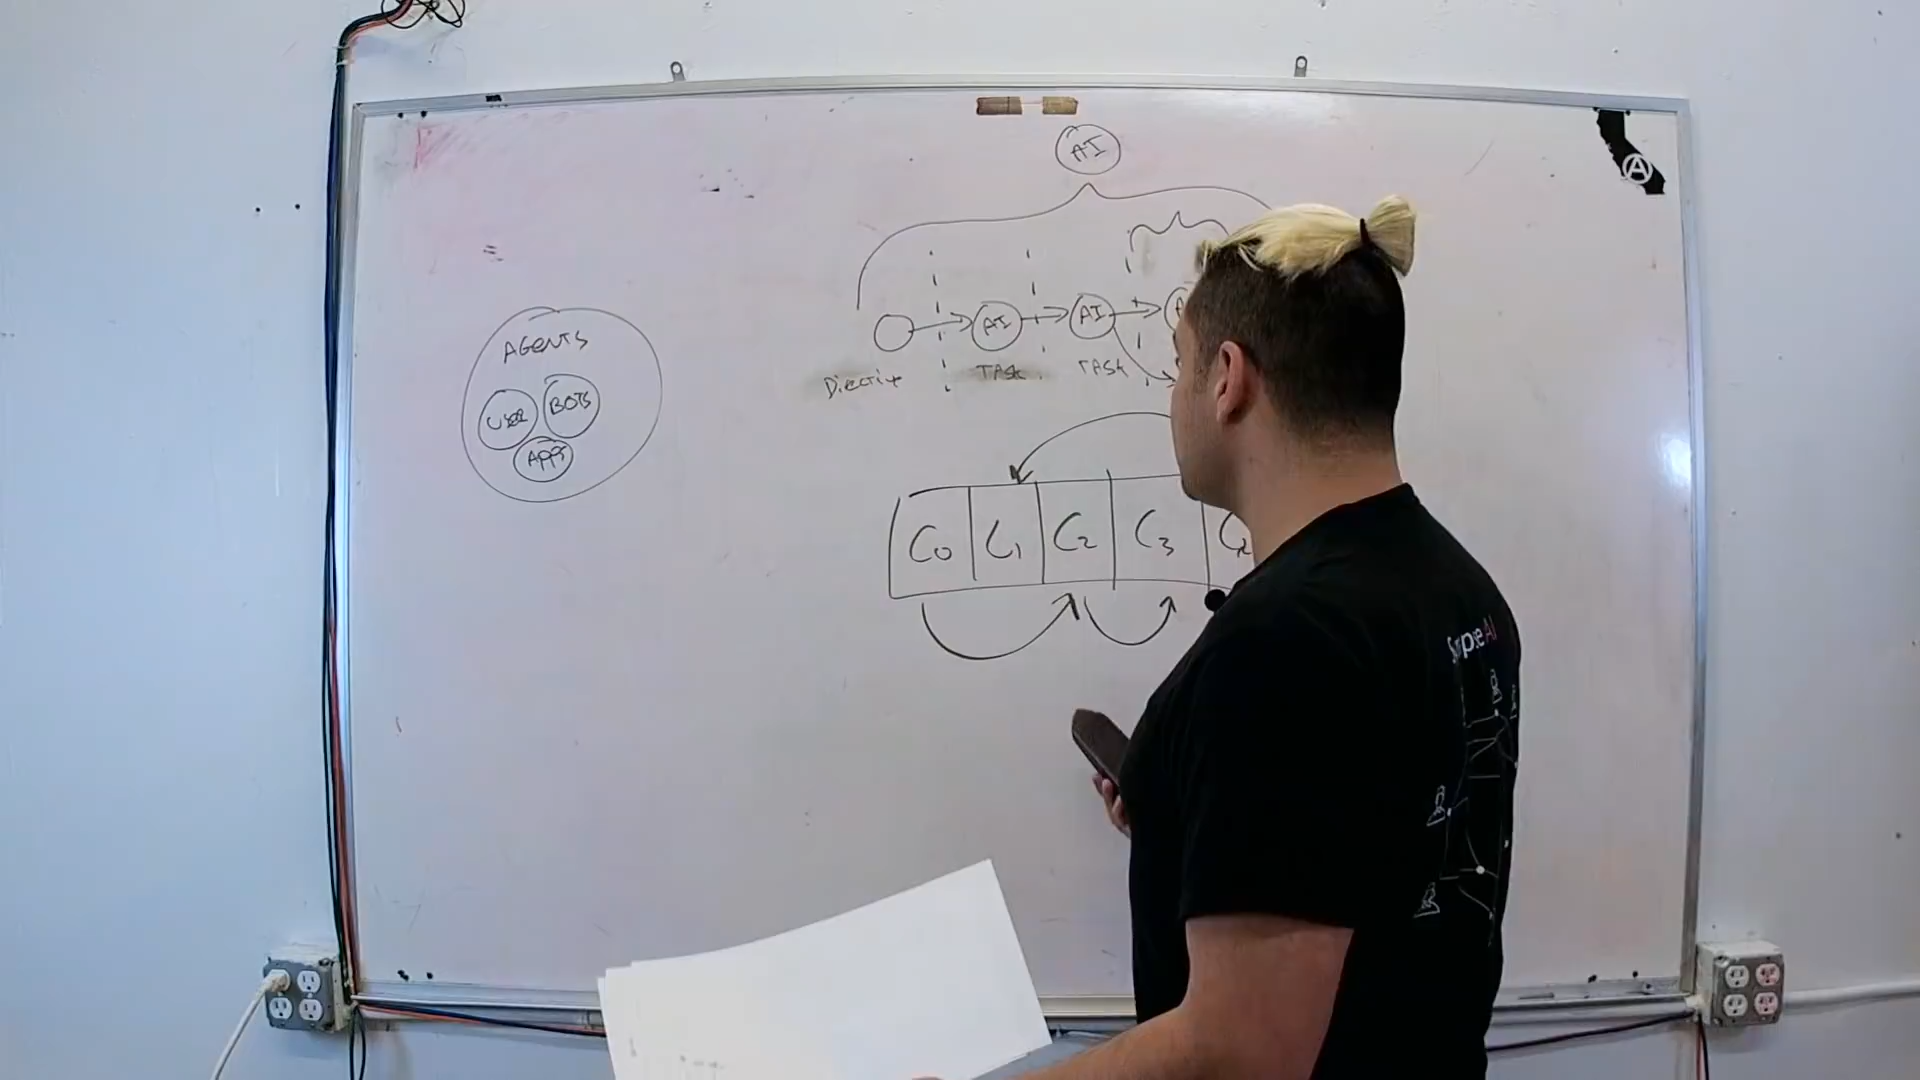 AI
AI
AI
Directive
TASK
TASK
AGENTS
USER
BOTS
APPS
C0
C1
C2
C3